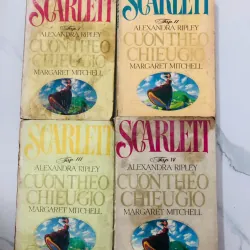 SCARLETT
Tập I
ALEXANDRA RIPLEY
CUỐN THEO
CHIỀU GIÓ
MARGARET MITCHELL
SCARLETT
Tập II
ALEXANDRA RIPLEY
CUỐN THEO
CHIỀU GIÓ
MARGARET MITCHELL
SCARLETT
Tập III
ALEXANDRA RIPLEY
CUỐN THEO
CHIỀU GIÓ
MARGARET MITCHELL
SCARLETT
Tập IV
ALEXANDRA RIPLEY
CUỐN THEO
CHIỀU GIÓ
MARGARET MITCHELL